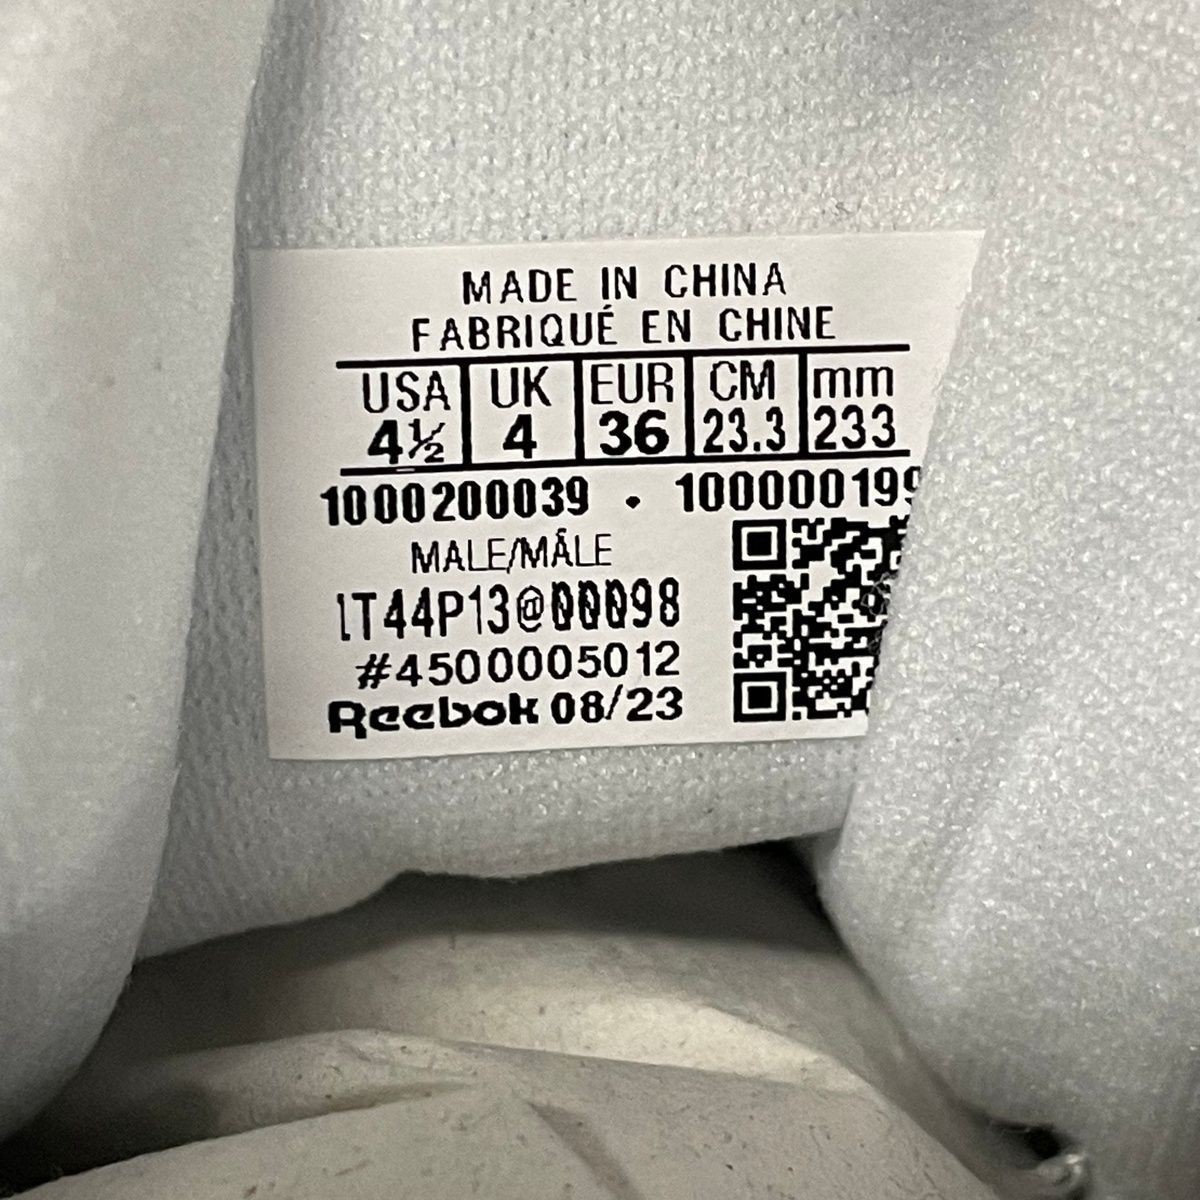 MADE IN CHINA
FABRIQUÉ EN CHINE
USA UK EUR CM mm
4½ 4 36 23.3 233
1000200039 • 100000199
MALE/MÂLE
1T44P13@00098
#4500005012
Reebok 08/23